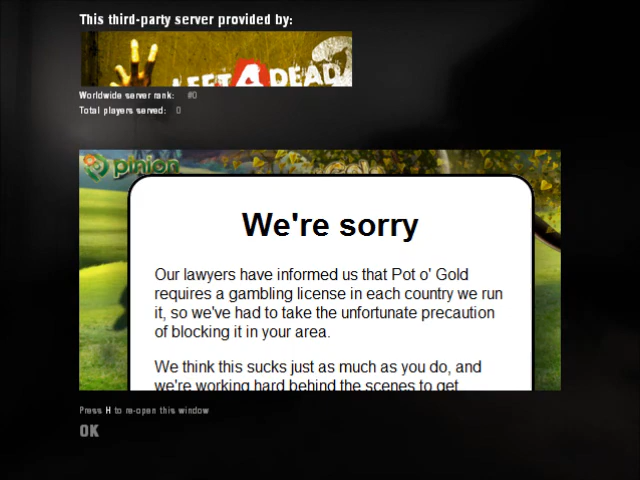 This third-party server provided by:
LEFT 4 DEAD 2
Worldwide server rank: #0
Total players served: 0
pinion
We're sorry
Our lawyers have informed us that Pot o' Gold
requires a gambling license in each country we run
it, so we've had to take the unfortunate precaution
of blocking it in your area.
We think this sucks just as much as you do, and
we're working hard behind the scenes to get
Press H to re-open this window
OK